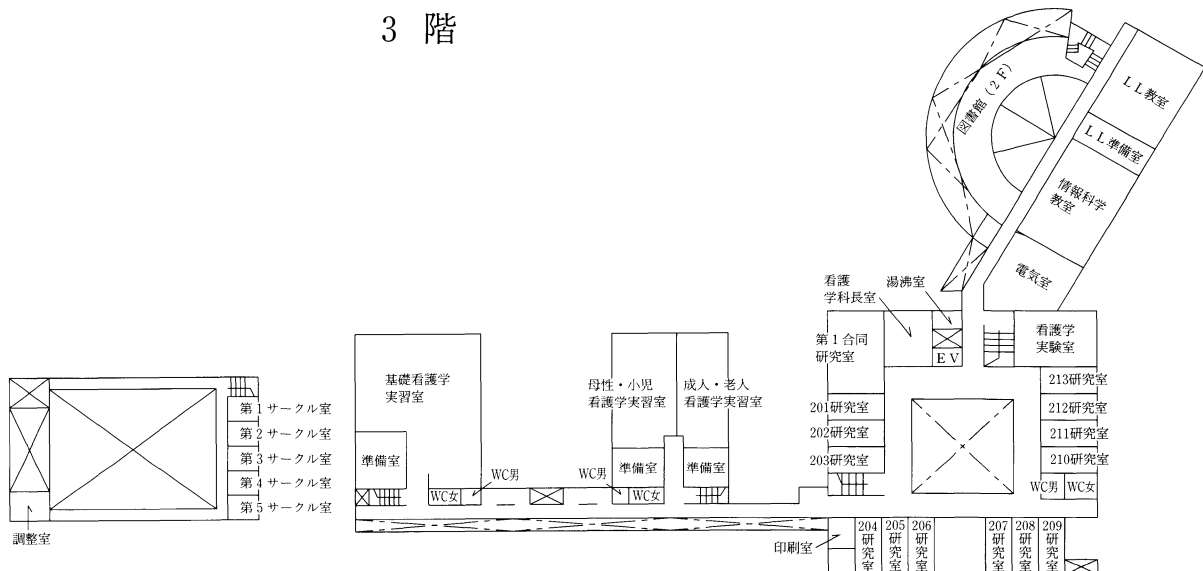 3 階
図書館（2F）
LL教室
LL準備室
情報科学
教室
電気室
看護
学科長室
湯沸室
第1合同
研究室
EV
看護学
実験室
基礎看護学
実習室
母性・小児
看護学実習室
成人・老人
看護学実習室
準備室
WC女
WC男
WC男
準備室
WC女
準備室
第1サークル室
第2サークル室
第3サークル室
第4サークル室
第5サークル室
調整室
201研究室
202研究室
203研究室
213研究室
212研究室
211研究室
210研究室
WC男
WC女
印刷室
204研究室
205研究室
206研究室
207研究室
208研究室
209研究室